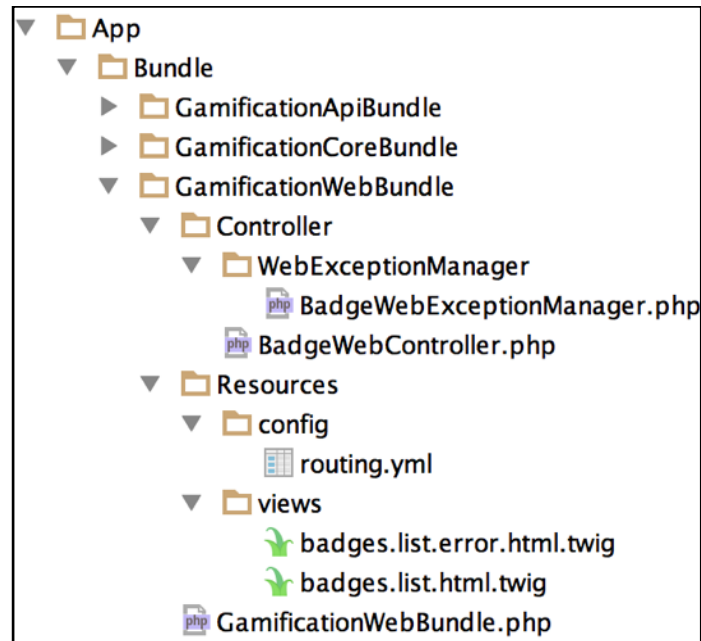 App
Bundle
GamificationApiBundle
GamificationCoreBundle
GamificationWebBundle
Controller
WebExceptionManager
php BadgeWebExceptionManager.php
php BadgeWebController.php
Resources
config
routing.yml
views
badges.list.error.html.twig
badges.list.html.twig
php GamificationWebBundle.php